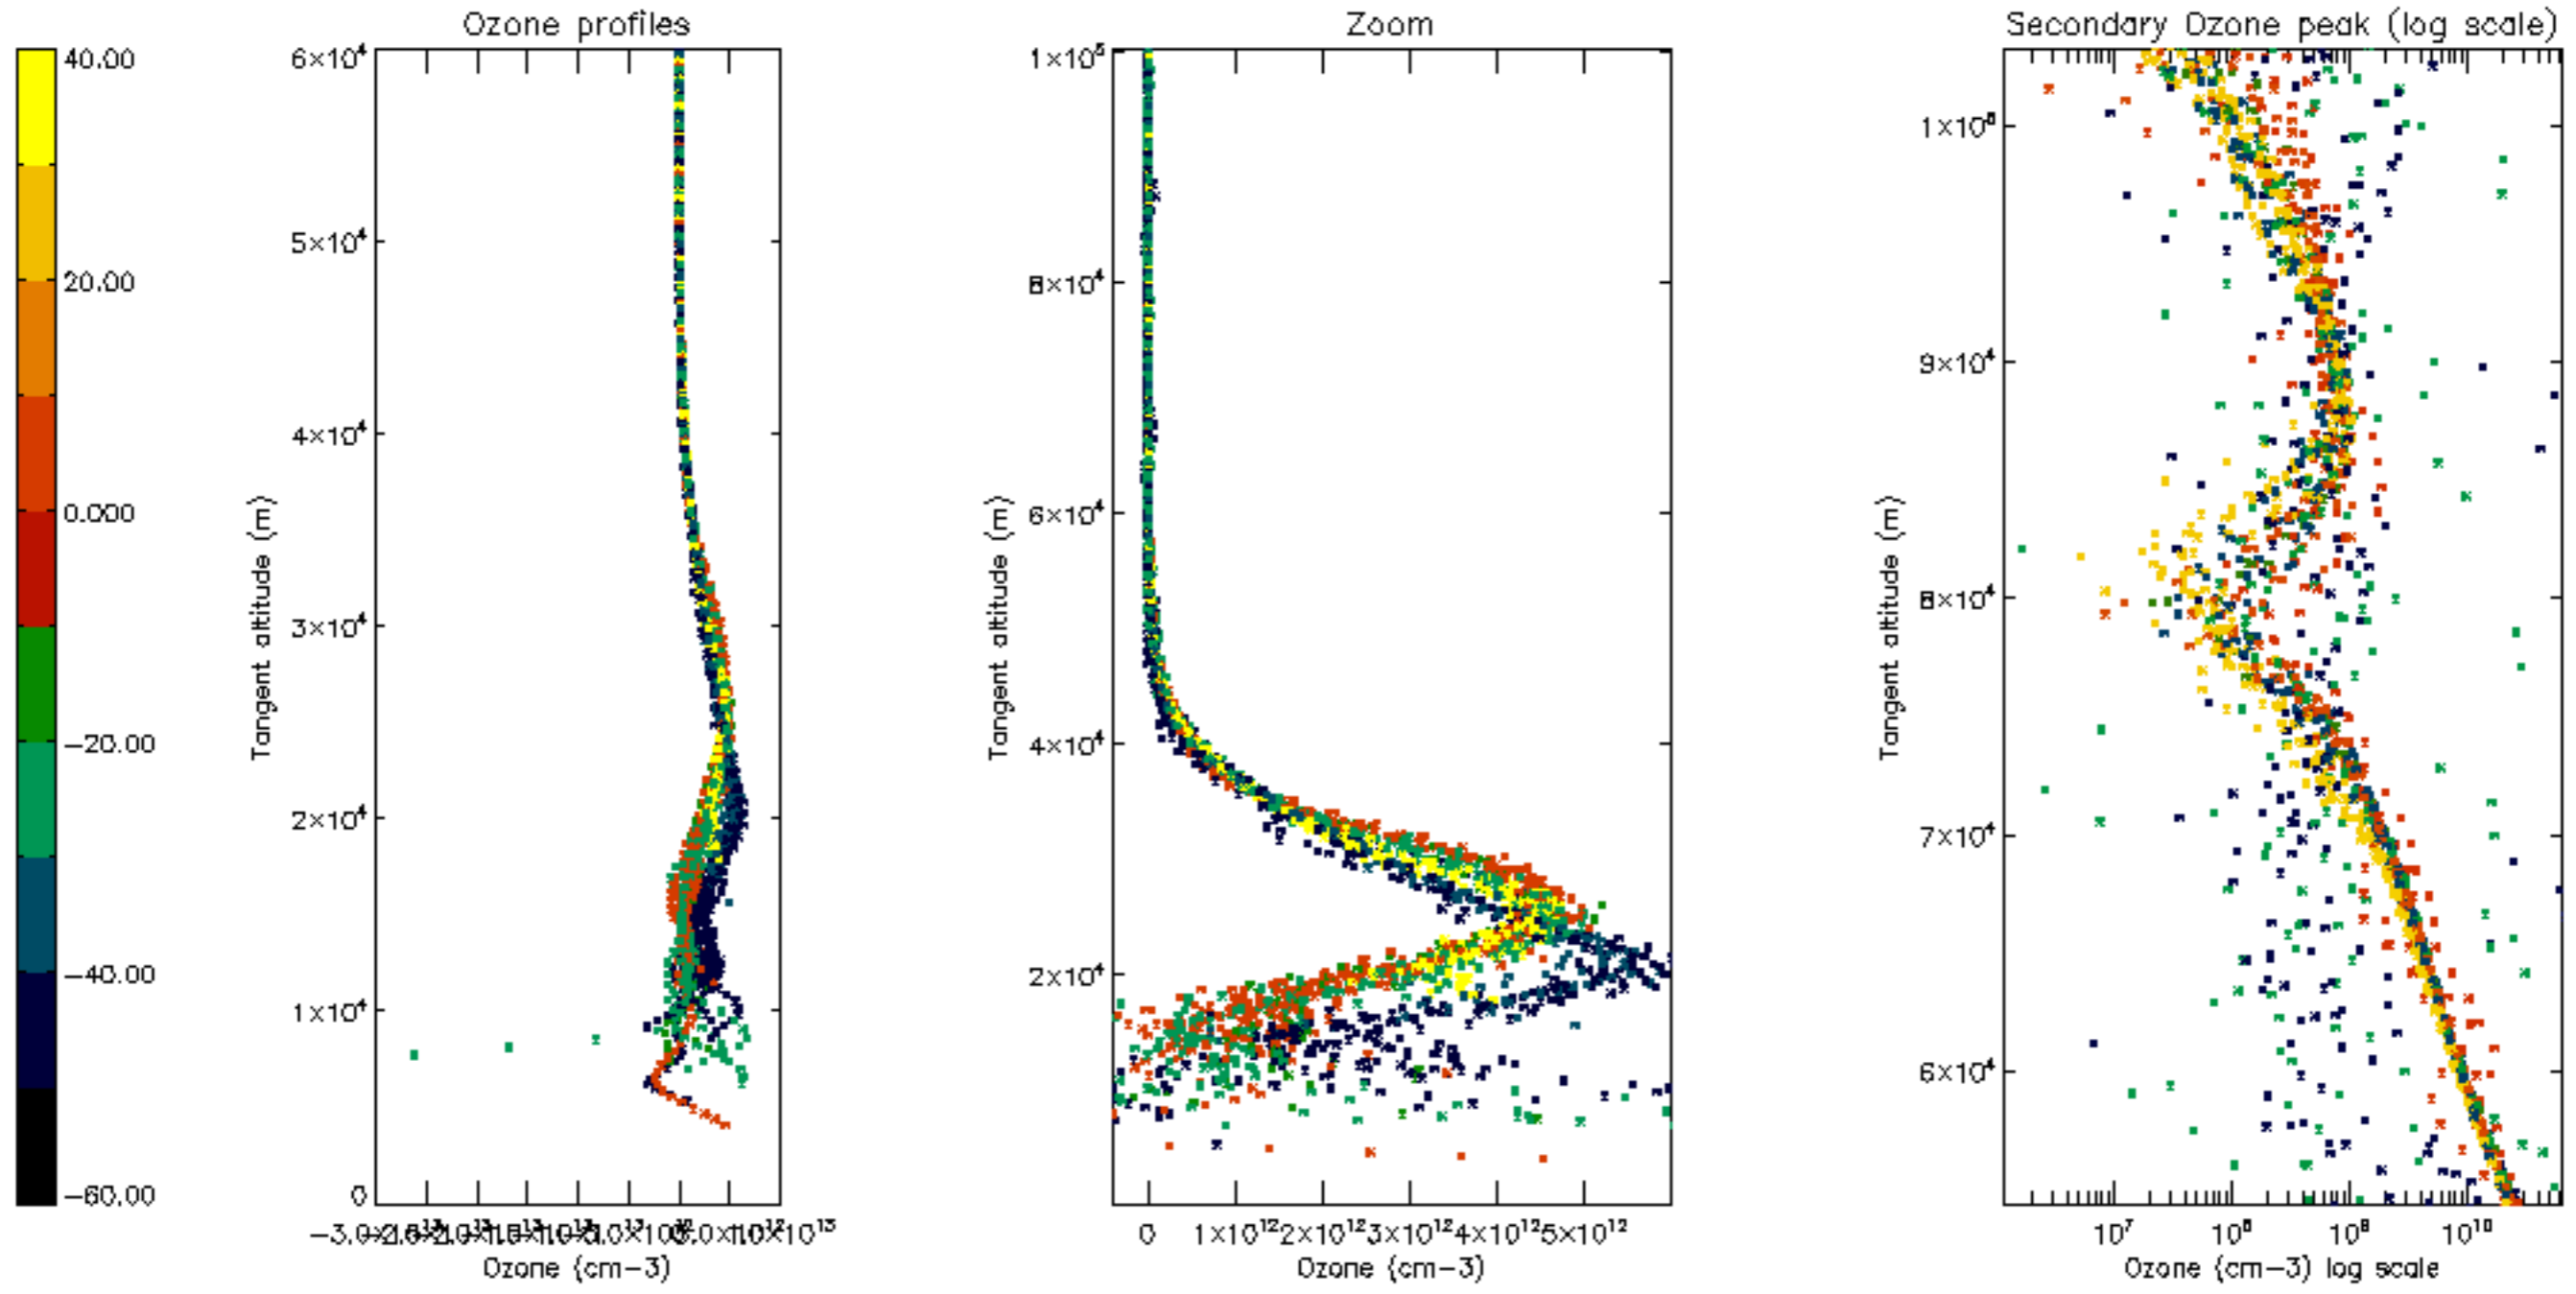 Ozone profiles
Zoom
Secondary Ozone peak (log scale)
40.00
20.00
0.000
-20.00
-40.00
-60.00
6×10⁴
5×10⁴
4×10⁴
3×10⁴
2×10⁴
1×10⁴
0
Tangent altitude (m)
Ozone (cm-3)
1×10⁵
8×10⁴
6×10⁴
4×10⁴
2×10⁴
Tangent altitude (m)
0 1×10¹² 2×10¹² 3×10¹² 4×10¹² 5×10¹²
Ozone (cm-3)
1×10⁵
9×10⁴
8×10⁴
7×10⁴
6×10⁴
Tangent altitude (m)
10⁷ 10⁸ 10⁹ 10¹⁰
Ozone (cm-3) log scale